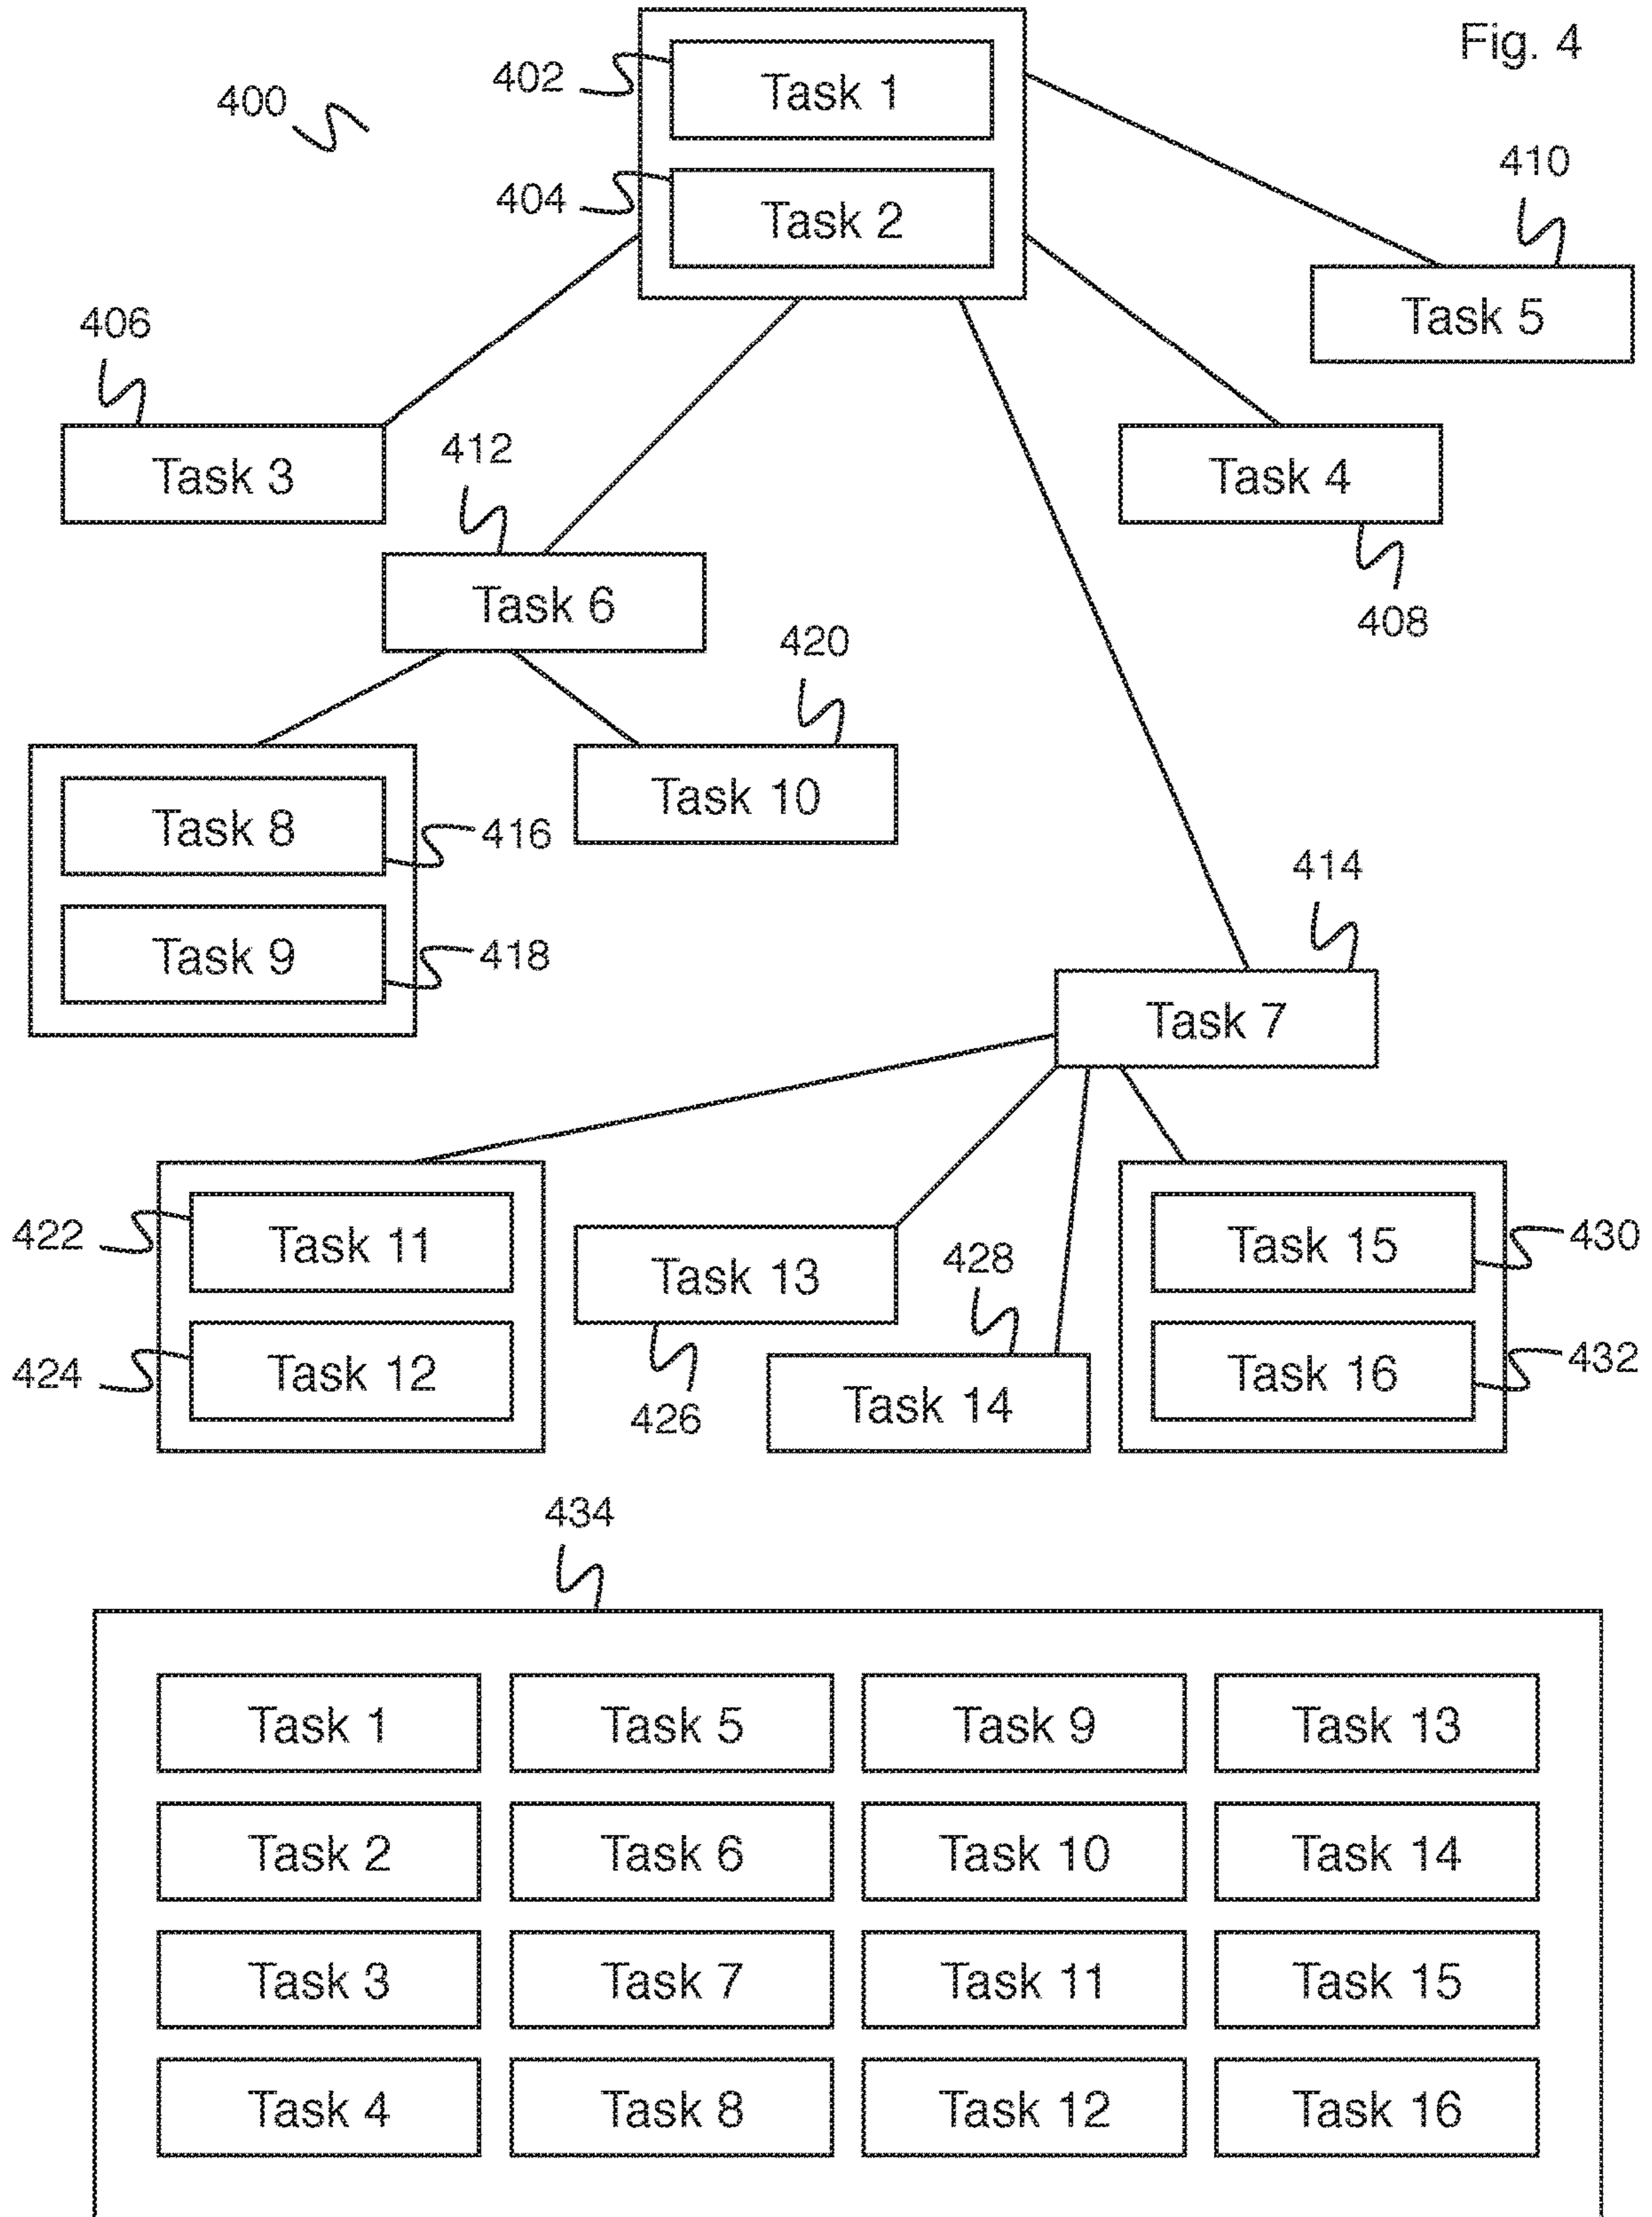 Fig. 4
400
402
Task 1
404
Task 2
410
Task 5
406
Task 3
412
Task 6
Task 4
408
420
Task 10
Task 8
416
Task 9
418
414
Task 7
422
Task 11
424
Task 12
Task 13
426
428
Task 14
Task 15
430
Task 16
432
434
Task 1 Task 5 Task 9 Task 13
Task 2 Task 6 Task 10 Task 14
Task 3 Task 7 Task 11 Task 15
Task 4 Task 8 Task 12 Task 16